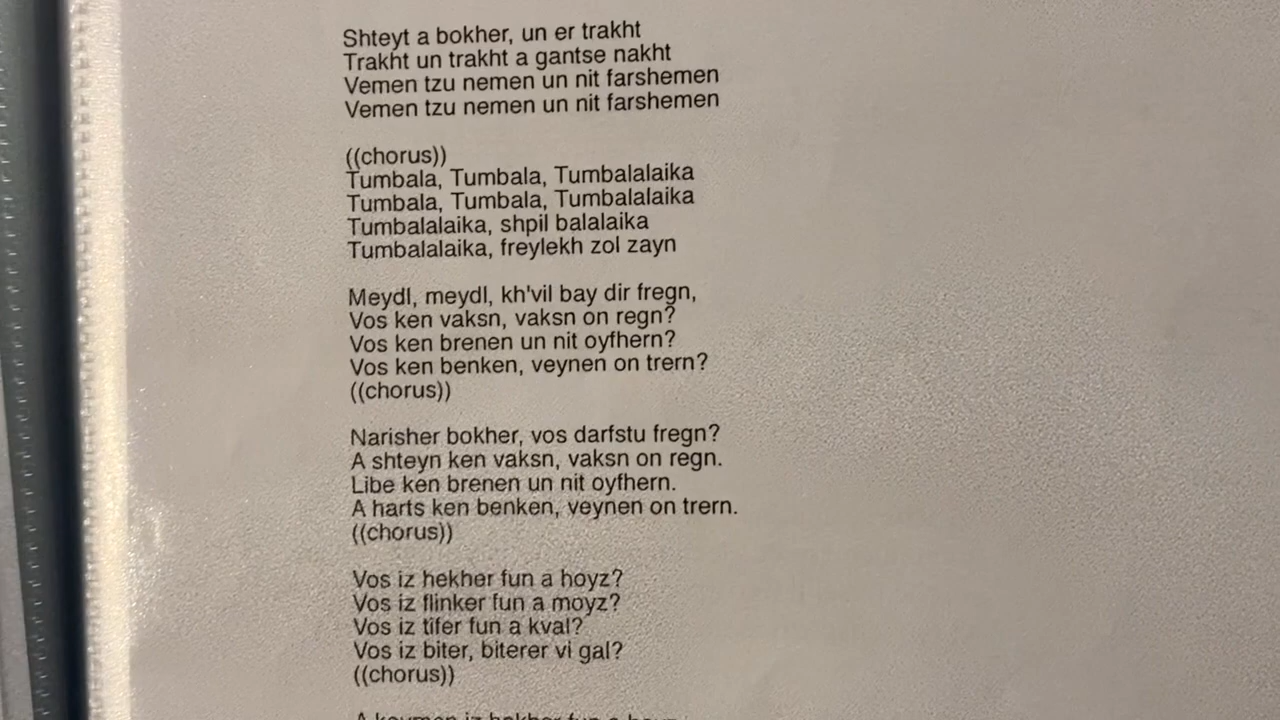 Shteyt a bokher, un er trakht
Trakht un trakht a gantse nakht
Vemen tzu nemen un nit farshemen
Vemen tzu nemen un nit farshemen
((chorus))
Tumbala, Tumbala, Tumbalalaika
Tumbala, Tumbala, Tumbalalaika
Tumbalalaika, shpil balalaika
Tumbalalaika, freylekh zol zayn
Meydl, meydl, kh'vil bay dir fregn,
Vos ken vaksn, vaksn on regn?
Vos ken brenen un nit oyfhern?
Vos ken benken, veynen on trern?
((chorus))
Narisher bokher, vos darfstu fregn?
A shteyn ken vaksn, vaksn on regn.
Libe ken brenen un nit oyfhern.
A harts ken benken, veynen on trern.
((chorus))
Vos iz hekher fun a hoyz?
Vos iz flinker fun a moyz?
Vos iz tifer fun a kval?
Vos iz biter, biterer vi gal?
((chorus))
A koymen iz hekher fun a